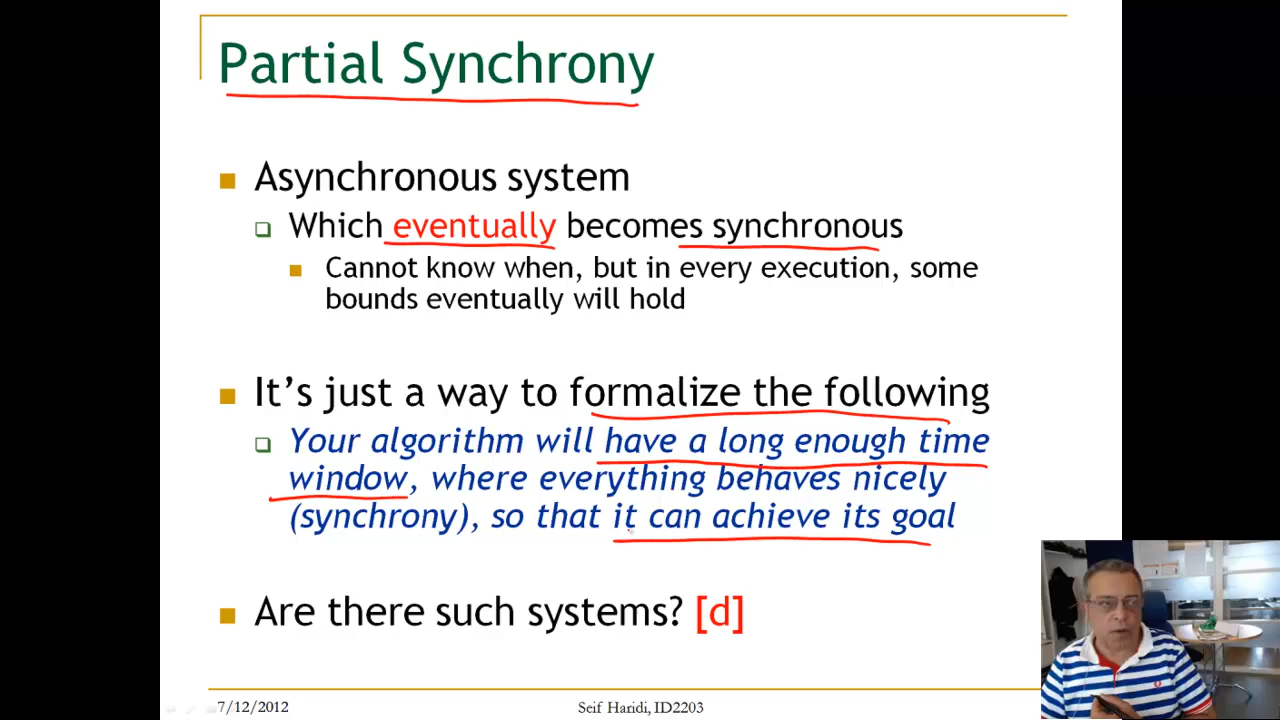 Partial Synchrony
Asynchronous system
Which eventually becomes synchronous
Cannot know when, but in every execution, some
bounds eventually will hold
It's just a way to formalize the following
Your algorithm will have a long enough time
window, where everything behaves nicely
(synchrony), so that it can achieve its goal
Are there such systems? [d]
7/12/2012
Seif Haridi, ID2203